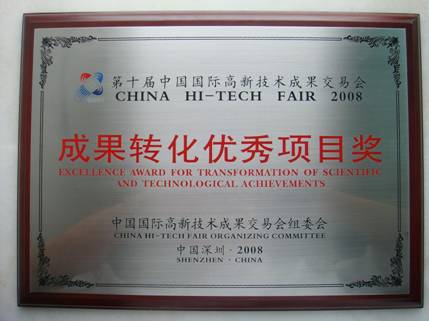 第十届中国国际高新技术成果交易会
CHINA HI-TECH FAIR 2008
成果转化优秀项目奖
EXCELLENCE AWARD FOR TRANSFORMATION OF SCIENTIFIC
AND TECHNOLOGICAL ACHIEVEMENTS
中国国际高新技术成果交易会组委会
CHINA HI-TECH FAIR ORGANIZING COMMITTEE
中国深圳·2008
SHENZHEN·CHINA